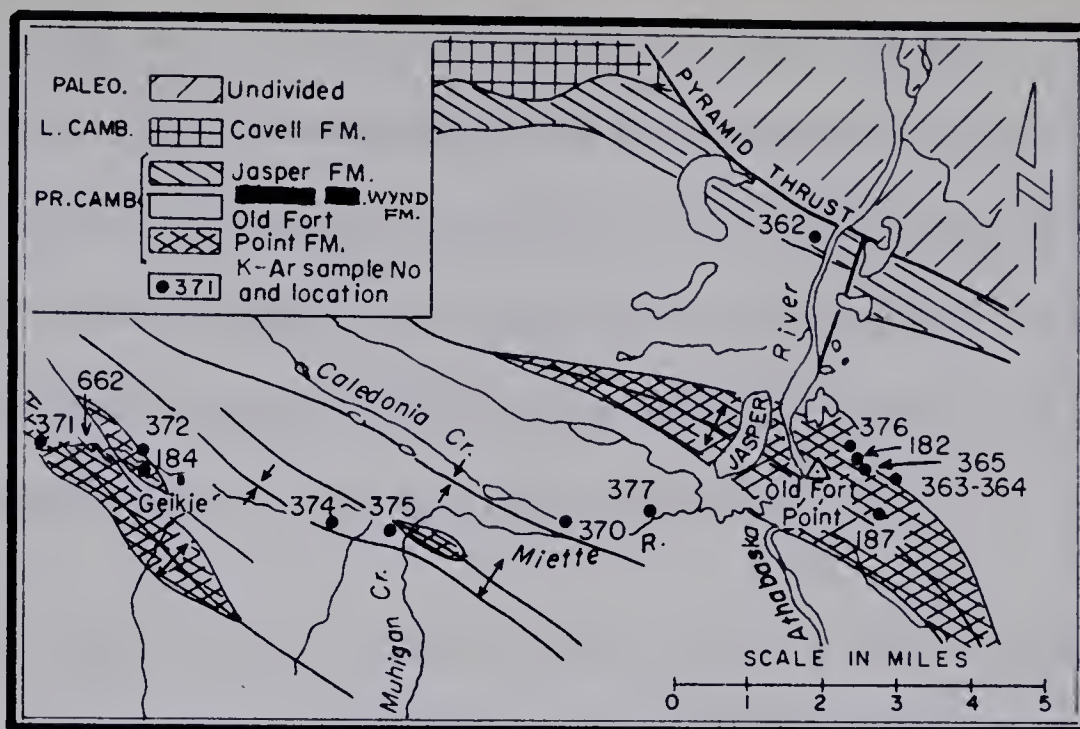 PALEO.
Undivided
L. CAMB.
Cavell FM.
PR.CAMB
Jasper FM.
WYND
FM.
Old Fort
Point FM.
371
K-Ar sample No
and location
PYRAMID THRUST
N
362
River
Caledonia
Cr.
662
371
372
184
Geikie
374
375
377
370
R.
Miette
Muhigan Cr.
JASPER
Old Fort
Point
376
182
365
363-364
187
Athabaska
SCALE IN MILES
0 1 2 3 4 5